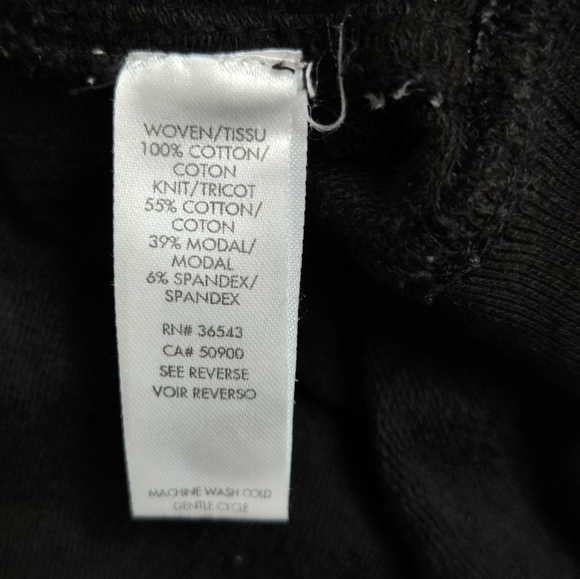 WOVEN/TISSU
100% COTTON/
COTON
KNIT/TRICOT
55% COTTON/
COTON
39% MODAL/
MODAL
6% SPANDEX/
SPANDEX
RN# 36543
CA# 50900
SEE REVERSE
VOIR REVERSO
MACHINE WASH COLD
GENTLE CYCLE